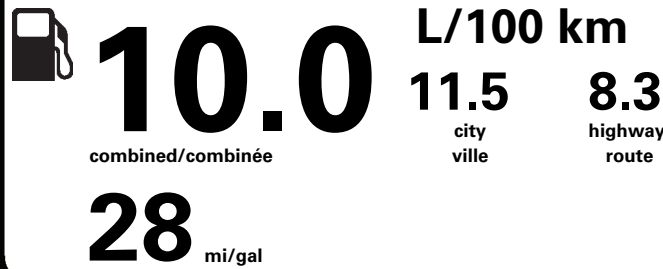 L/100 km
10.0
combined/combinée
11.5
city
ville
8.3
highway
route
28 mi/gal